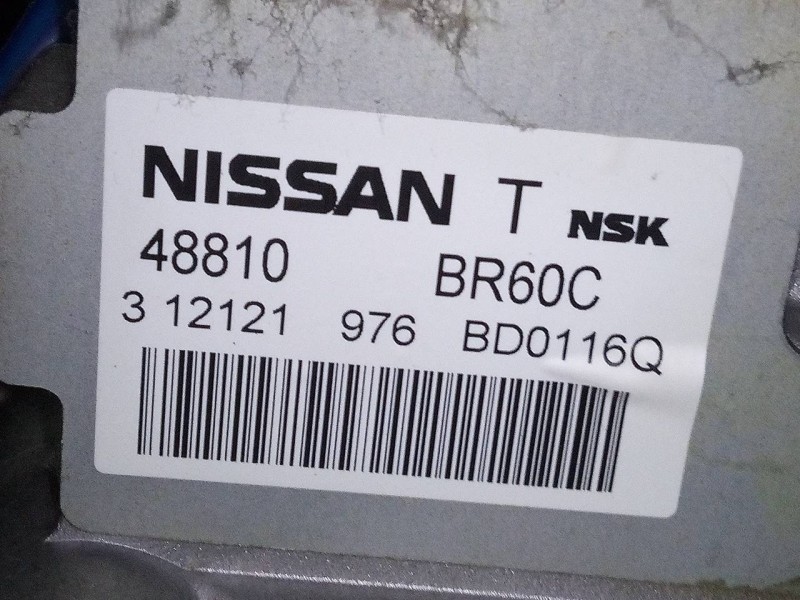 NISSAN T NSK
48810 BR60C
3 12121 976 BD0116Q